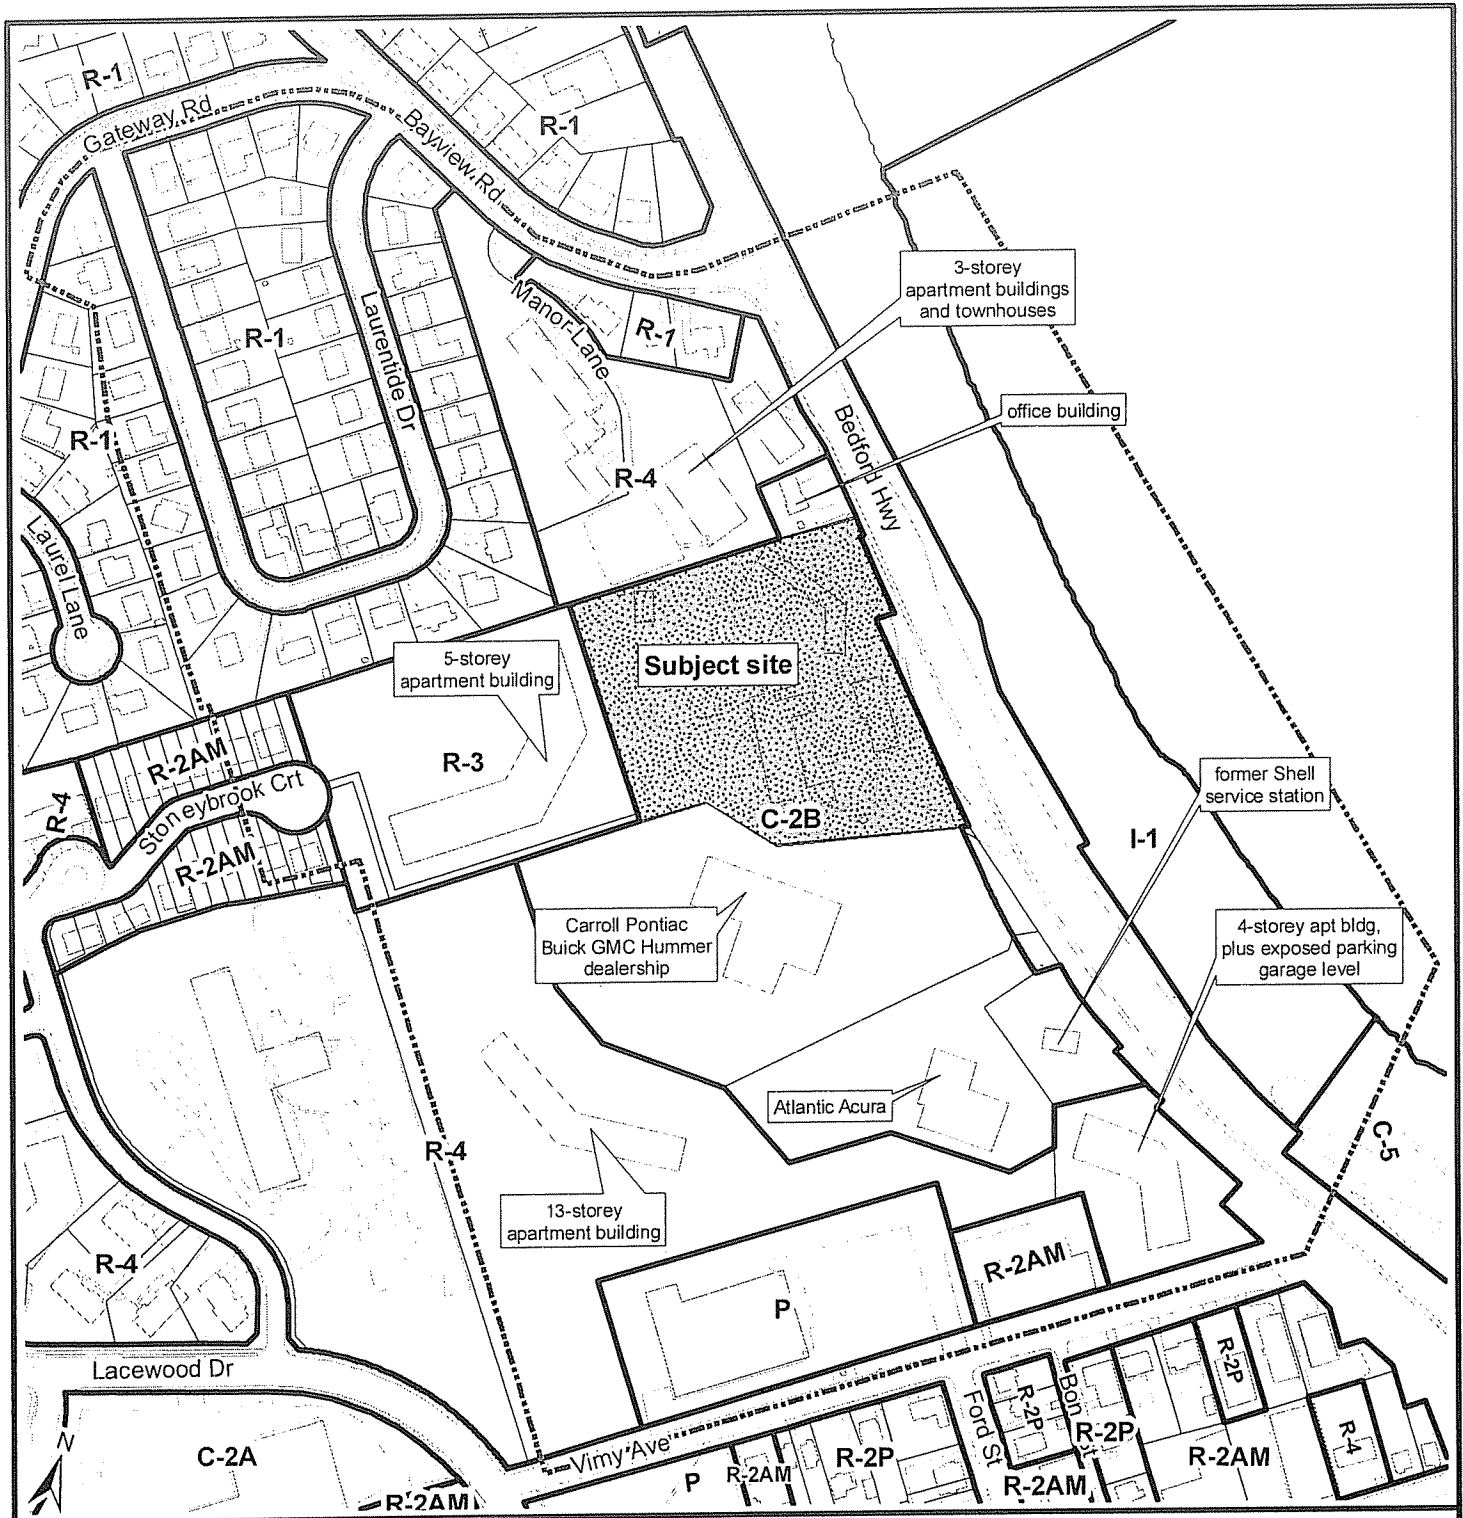 R-1
Gateway Rd
Bayview Rd
R-1
3-storey
apartment buildings
and townhouses
Manor Lane
R-1
R-1
Laurentide Dr
office building
R-1
Bedford Hwy
R-4
Laurel Lane
5-storey
apartment building
Subject site
R-2AM
R-3
former Shell
service station
Stoneybrook Crt
R-4
C-2B
I-1
R-2AM
Carroll Pontiac
Buick GMC Hummer
dealership
4-storey apt bldg,
plus exposed parking
garage level
Atlantic Acura
R-4
C-5
13-storey
apartment building
R-4
R-2AM
P
Lacewood Dr
R-2P
Ford St
R-2P
Bon
R-2P
R-4
N
C-2A
Vimy Ave
P
R-2AM
R-2P
R-2AM
R-2AM
R-2AM